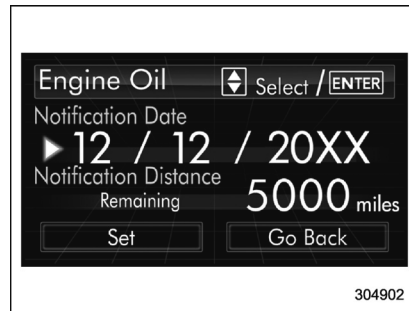 Engine Oil Select / ENTER
Notification Date
12 / 12 / 20XX
Notification Distance
Remaining 5000 miles
Set Go Back
304902